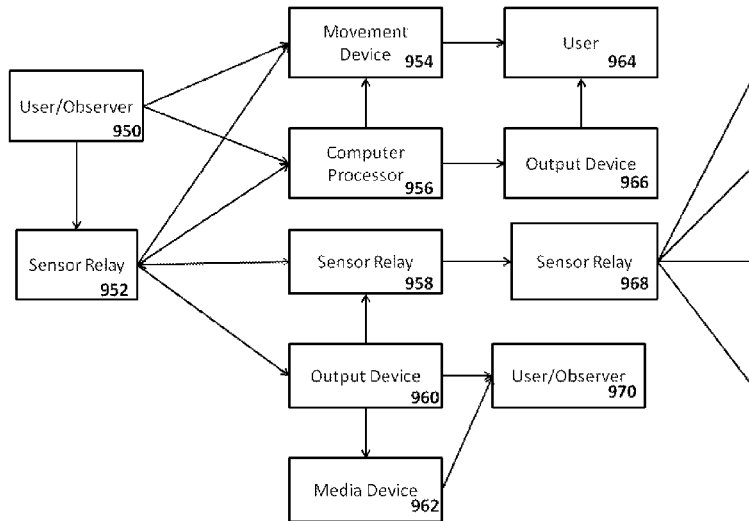 Movement
Device
954
User
964
User/Observer
950
Computer
Processor
956
Output Device
966
Sensor Relay
952
Sensor Relay
958
Sensor Relay
968
Output Device
960
User/Observer
970
Media Device
962